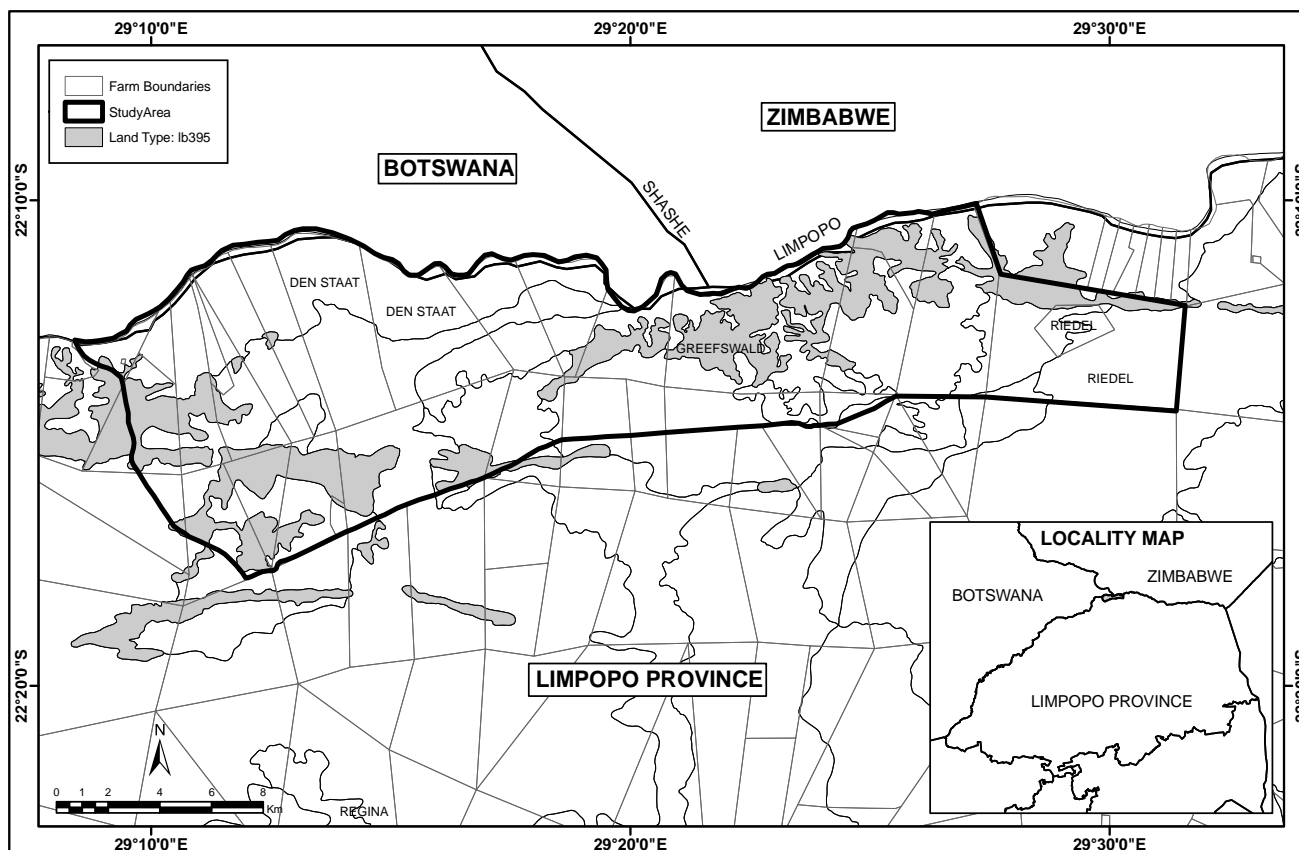 29°10'0"E
29°20'0"E
29°30'0"E
Farm Boundaries
StudyArea
Land Type: Ib395
ZIMBABWE
BOTSWANA
22°10'0"S
SHASHE
LIMPOPO
DEN STAAT
DEN STAAT
GREEFSWALD
RIEDEL
RIEDEL
LIMPOPO PROVINCE
22°20'0"S
LOCALITY MAP
ZIMBABWE
BOTSWANA
LIMPOPO PROVINCE
N
0 1 2 4 6 8
Km
REGINA
29°10'0"E
29°20'0"E
29°30'0"E